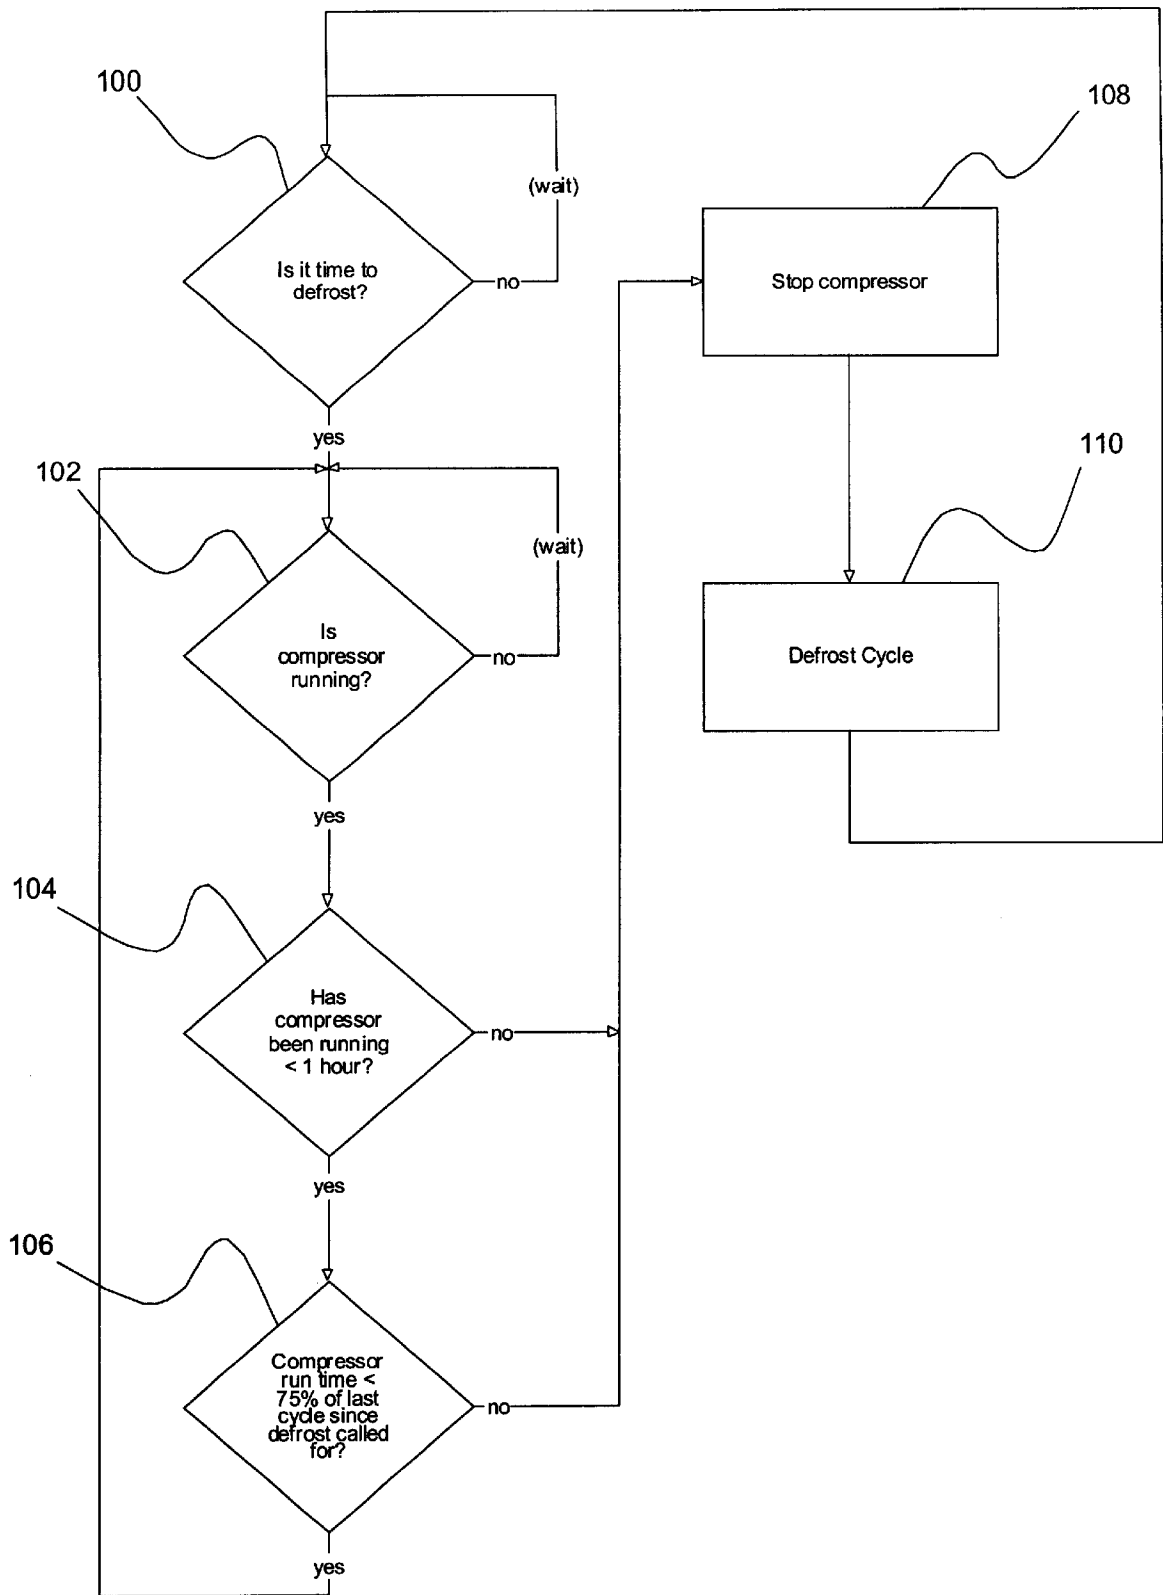 100
108
(wait)
Is it time to
defrost?
no
Stop compressor
yes
102
110
(wait)
Is
compressor
running?
no
Defrost Cycle
yes
104
Has
compressor
been running
< 1 hour?
no
yes
106
Compressor
run time <
75% of last
cycle since
defrost called
for?
no
yes